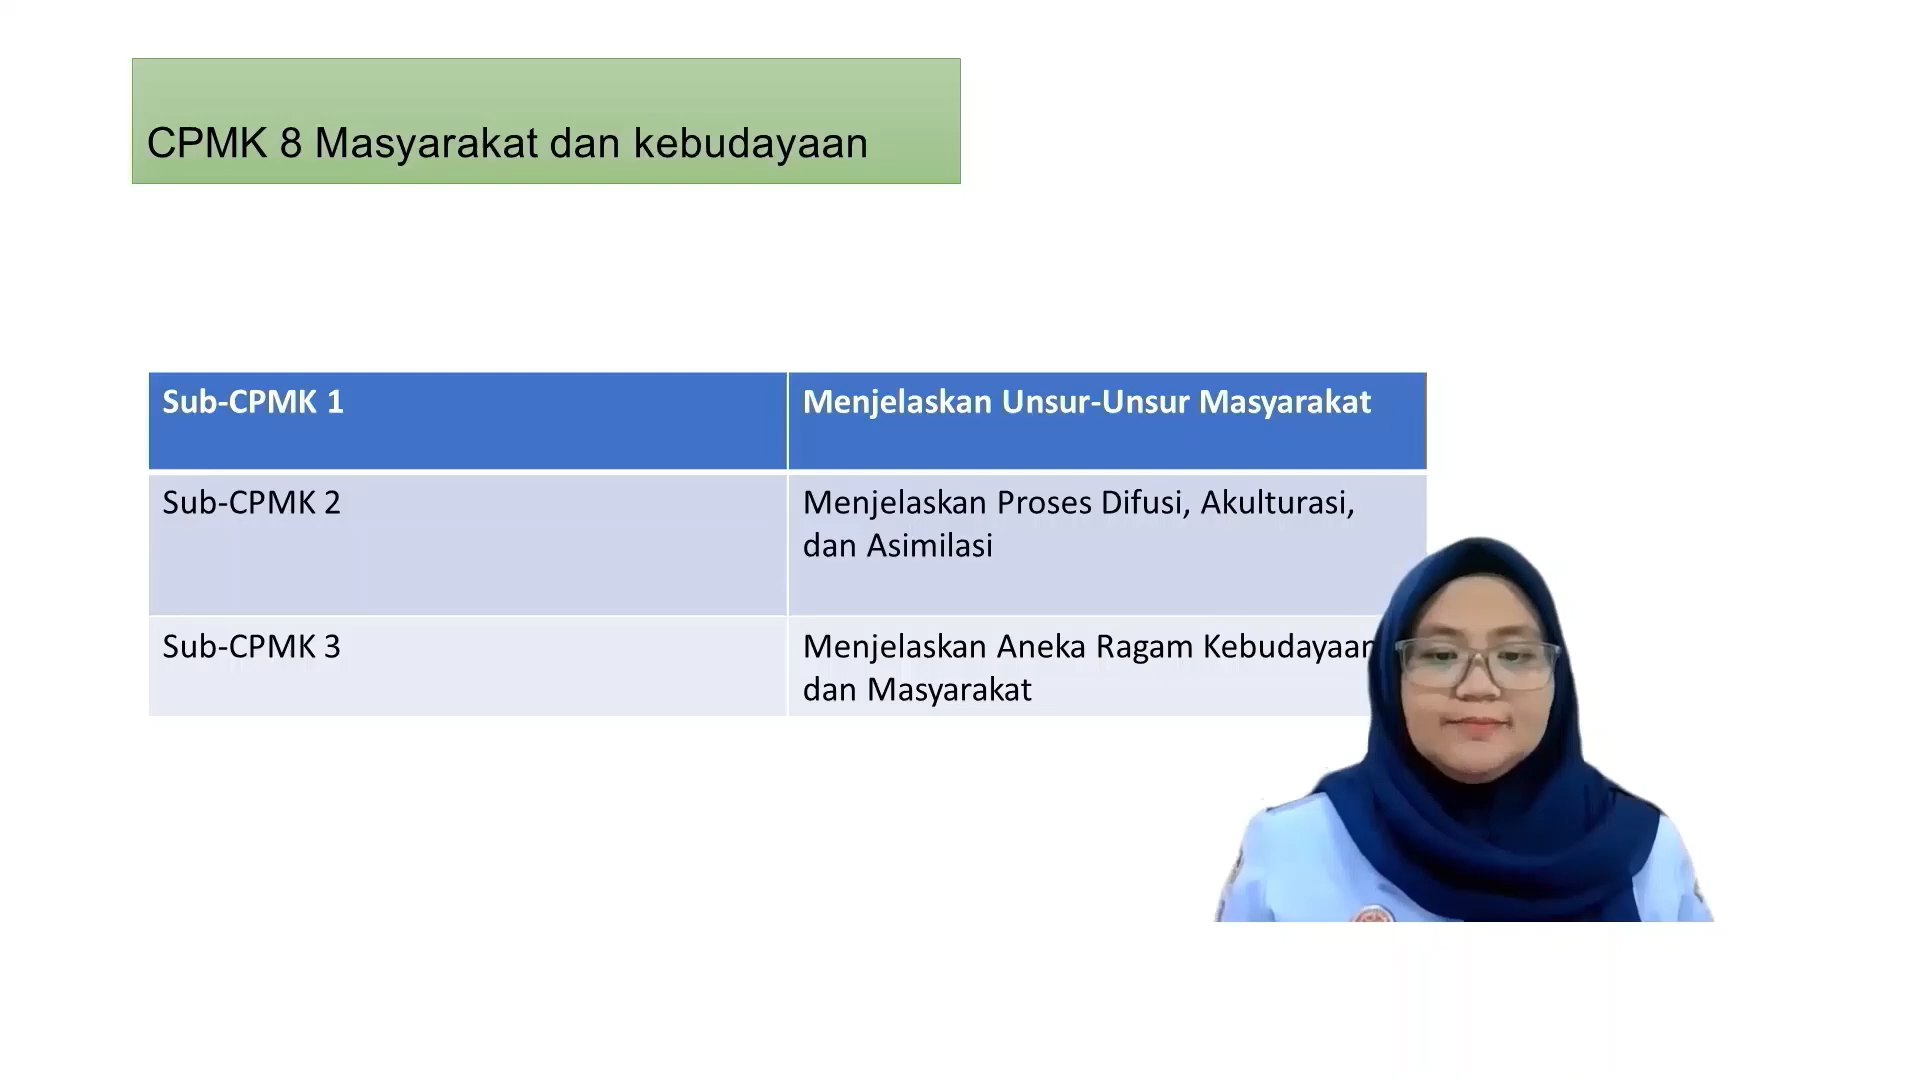 CPMK 8 Masyarakat dan kebudayaan
Sub-CPMK 1
Menjelaskan Unsur-Unsur Masyarakat
Sub-CPMK 2
Menjelaskan Proses Difusi, Akulturasi,
dan Asimilasi
Sub-CPMK 3
Menjelaskan Aneka Ragam Kebudayaan
dan Masyarakat